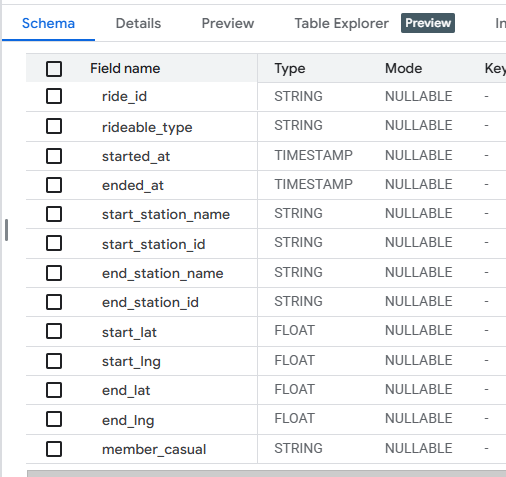 Schema Details Preview Table Explorer Preview In
Field name Type Mode Key
ride_id STRING NULLABLE -
rideable_type STRING NULLABLE -
started_at TIMESTAMP NULLABLE -
ended_at TIMESTAMP NULLABLE -
start_station_name STRING NULLABLE -
start_station_id STRING NULLABLE -
end_station_name STRING NULLABLE -
end_station_id STRING NULLABLE -
start_lat FLOAT NULLABLE -
start_lng FLOAT NULLABLE -
end_lat FLOAT NULLABLE -
end_lng FLOAT NULLABLE -
member_casual STRING NULLABLE -